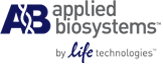 AB applied
biosystems™
by life technologies™